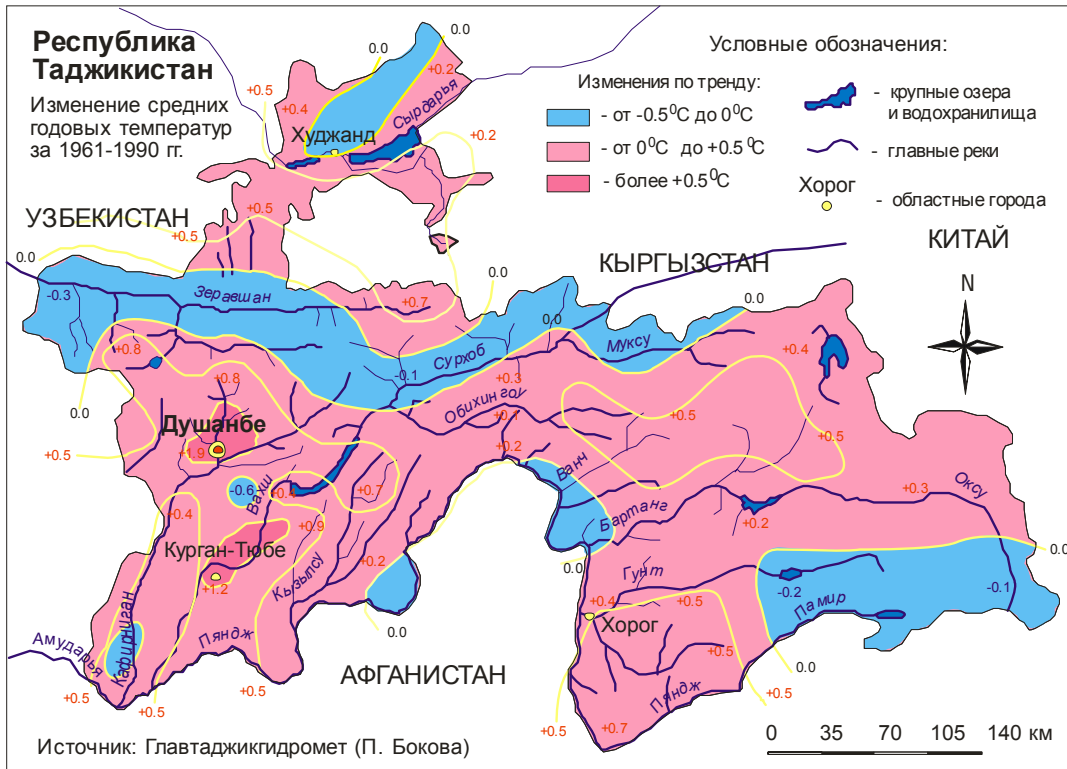 Республика
Таджикистан
Изменение средних
годовых температур
за 1961-1990 гг.
Условные обозначения:
Изменения по тренду:
- от -0.5⁰C до 0⁰C
- от 0⁰C до +0.5⁰C
- более +0.5⁰C
- крупные озера
и водохранилища
- главные реки
Хорог
- областные города
0.0
0.0
+0.2
+0.5
+0.4
Сырдарья
Худжанд
+0.2
УЗБЕКИСТАН
+0.5
+0.5
+0.5
КИТАЙ
КЫРГЫЗСТАН
N
0.0
0.0
-0.3
Зеравшан
+0.7
0.0
0.0
Муксу
Сурхоб
+0.8
+0.4
-0.1
+0.3
+0.8
Обихингоу
+0.1
0.0
Душанбе
+0.5
+0.2
+0.5
+0.5
+1.9
Ванч
-0.6
+0.4
+0.7
Вахш
+0.3
Оксу
+0.4
+0.9
Бартанг
+0.2
Курган-Тюбе
0.0
+0.2
0.0
Гунт
+1.2
Кызылсу
-0.2
-0.1
+0.4
+0.5
Памир
Хорог
0.0
Кафирниган
Пяндж
Амударья
+0.5
0.0
АФГАНИСТАН
+0.5
+0.5
+0.5
+0.5
Пяндж
+0.5
+0.7
Источник: Главтаджикгидромет (П. Бокова)
0 35 70 105 140 км